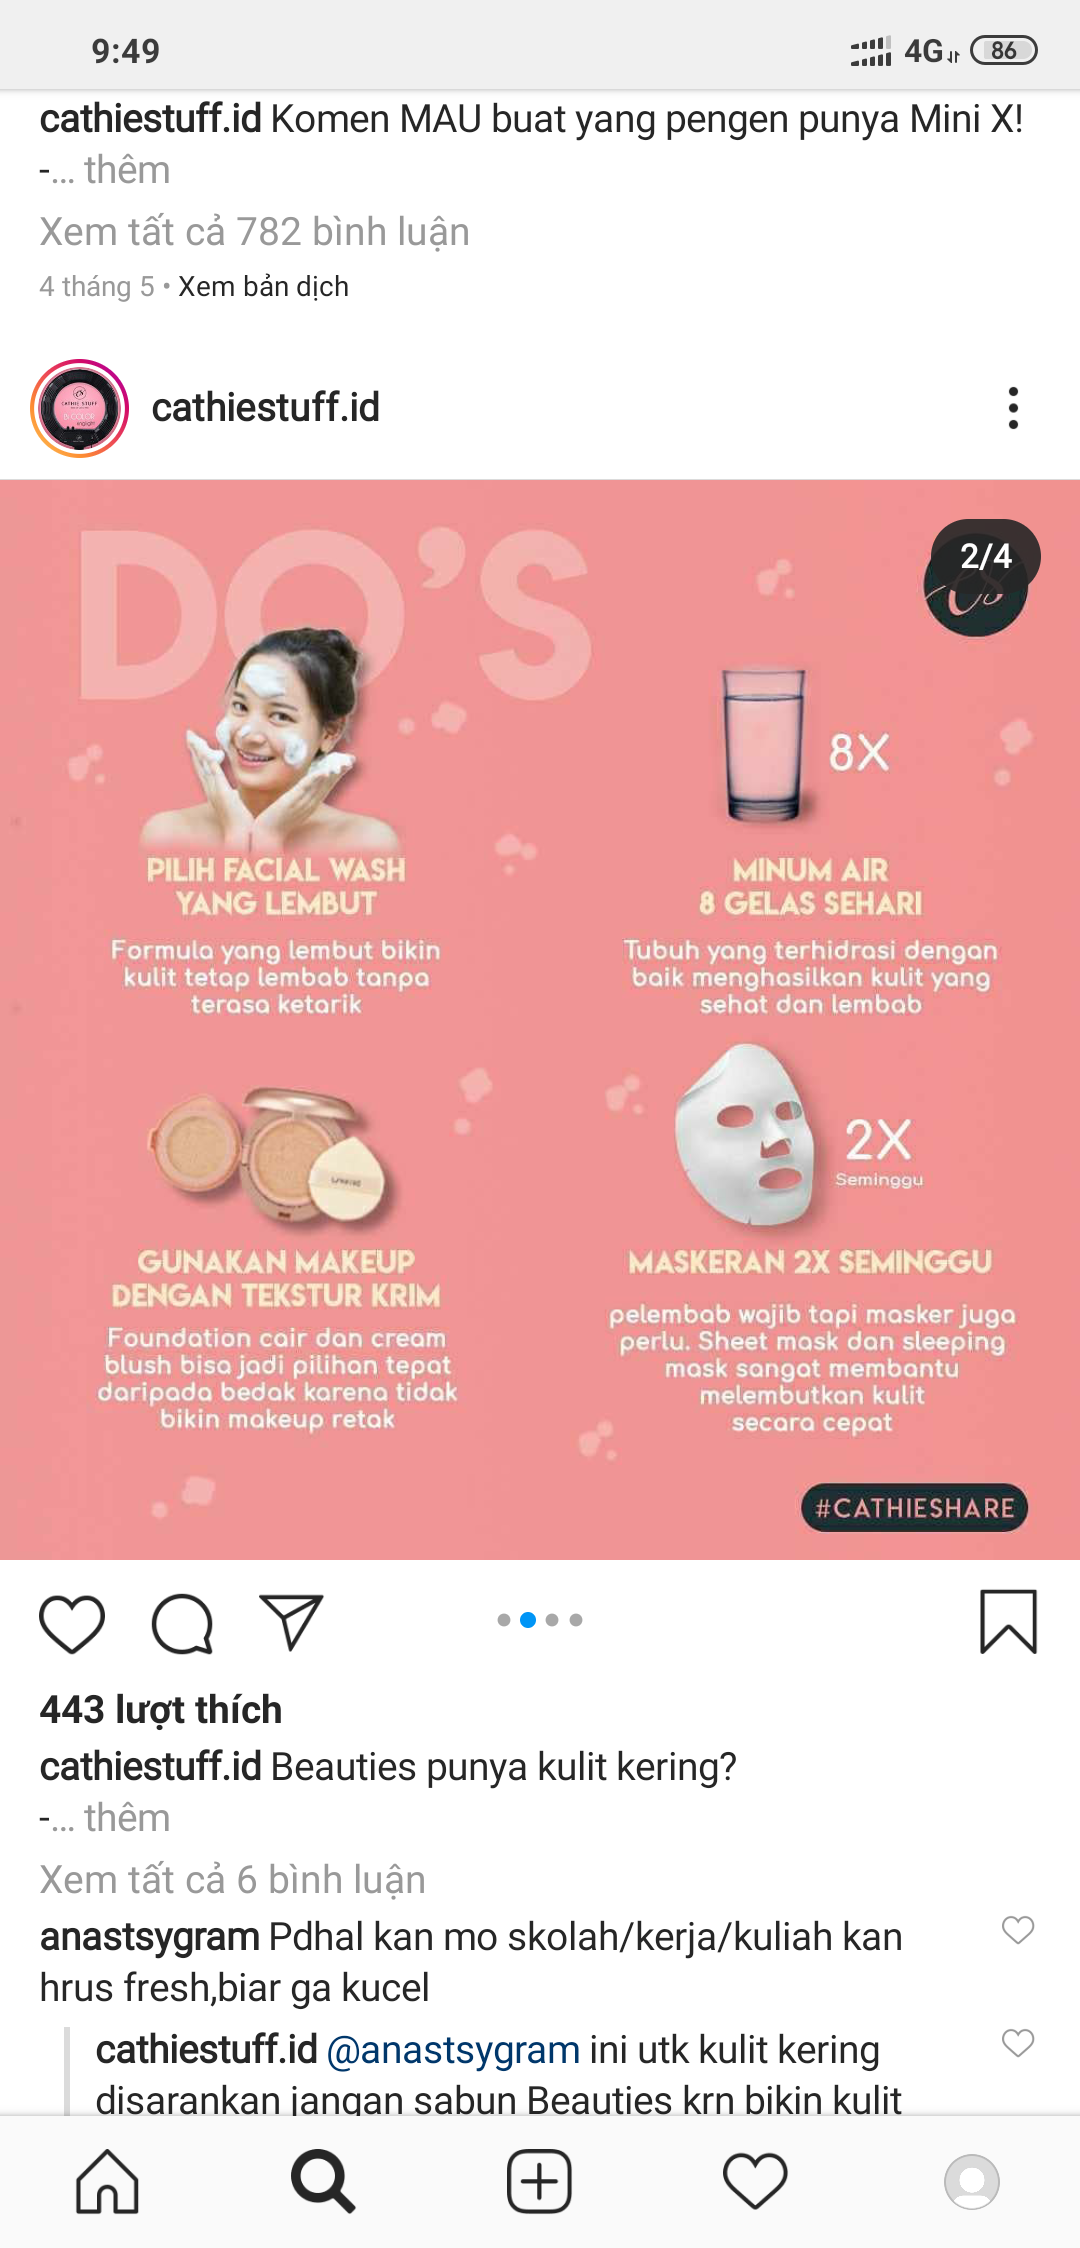 9:49
4G
86
cathiestuff.id Komen MAU buat yang pengen punya Mini X!
-... thêm
Xem tất cả 782 bình luận
4 tháng 5 • Xem bản dịch
cathiestuff.id
DO'S
2/4
8X
PILIH FACIAL WASH
YANG LEMBUT
Formula yang lembut bikin
kulit tetap lembab tanpa
terasa ketarik
MINUM AIR
8 GELAS SEHARI
Tubuh yang terhidrasi dengan
baik menghasilkan kulit yang
sehat dan lembab
GUNAKAN MAKEUP
DENGAN TEKSTUR KRIM
Foundation cair dan cream
blush bisa jadi pilihan tepat
daripada bedak karena tidak
bikin makeup retak
2X
Seminggu
MASKERAN 2X SEMINGGU
pelembab wajib tapi masker juga
perlu. Sheet mask dan sleeping
mask sangat membantu
melembutkan kulit
secara cepat
#CATHIESHARE
443 lượt thích
cathiestuff.id Beauties punya kulit kering?
-... thêm
Xem tất cả 6 bình luận
anastsygram Pdhal kan mo skolah/kerja/kuliah kan
hrus fresh,biar ga kucel
cathiestuff.id @anastsygram ini utk kulit kering
disarankan jangan sabun Beauties krn bikin kulit